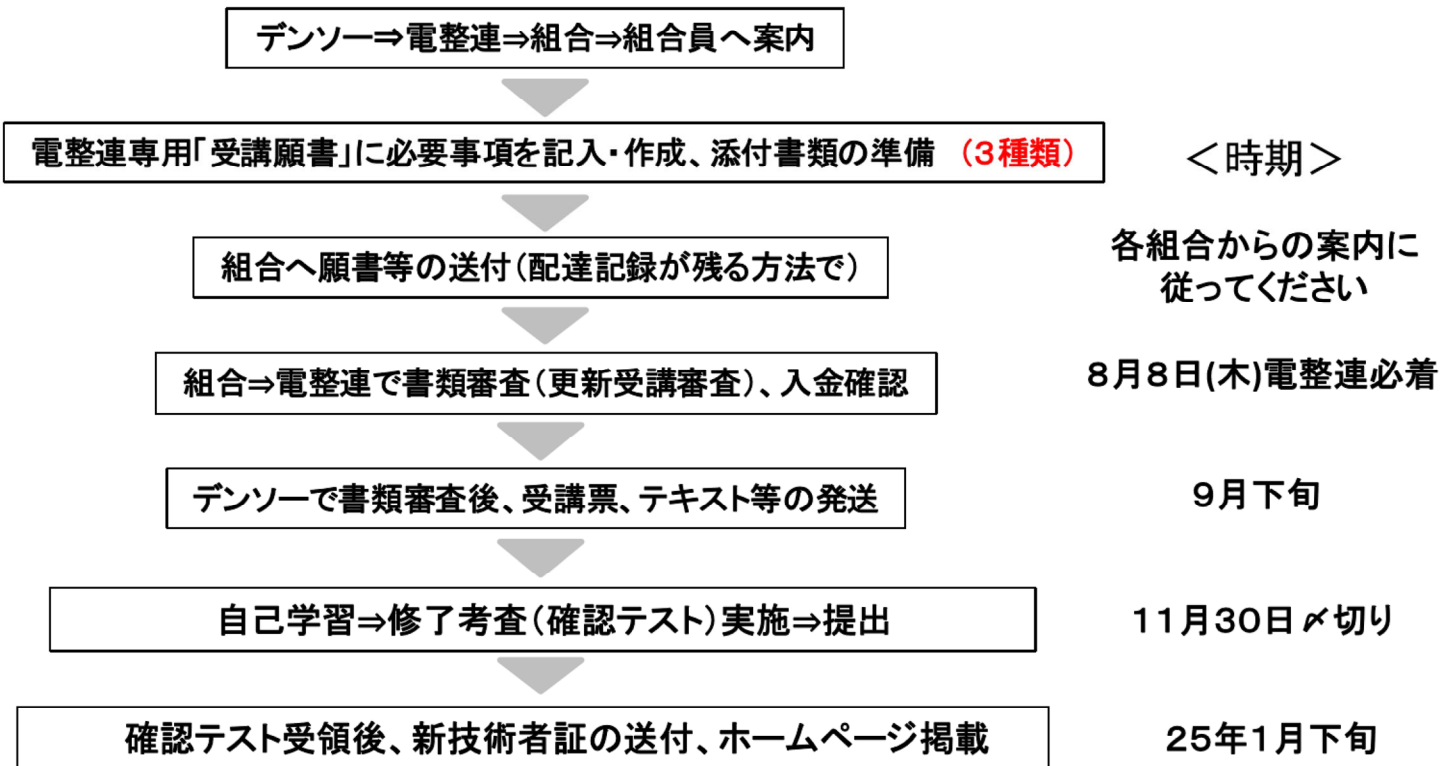 デンソー⇒電整連⇒組合⇒組合員へ案内
電整連専用「受講願書」に必要事項を記入・作成、添付書類の準備 （３種類）
＜時期＞
組合へ願書等の送付（配達記録が残る方法で）
各組合からの案内に
従ってください
組合⇒電整連で書類審査（更新受講審査）、入金確認
８月８日(木)電整連必着
デンソーで書類審査後、受講票、テキスト等の発送
９月下旬
自己学習⇒修了考査（確認テスト）実施⇒提出
１１月３０日〆切り
確認テスト受領後、新技術者証の送付、ホームページ掲載
２５年１月下旬